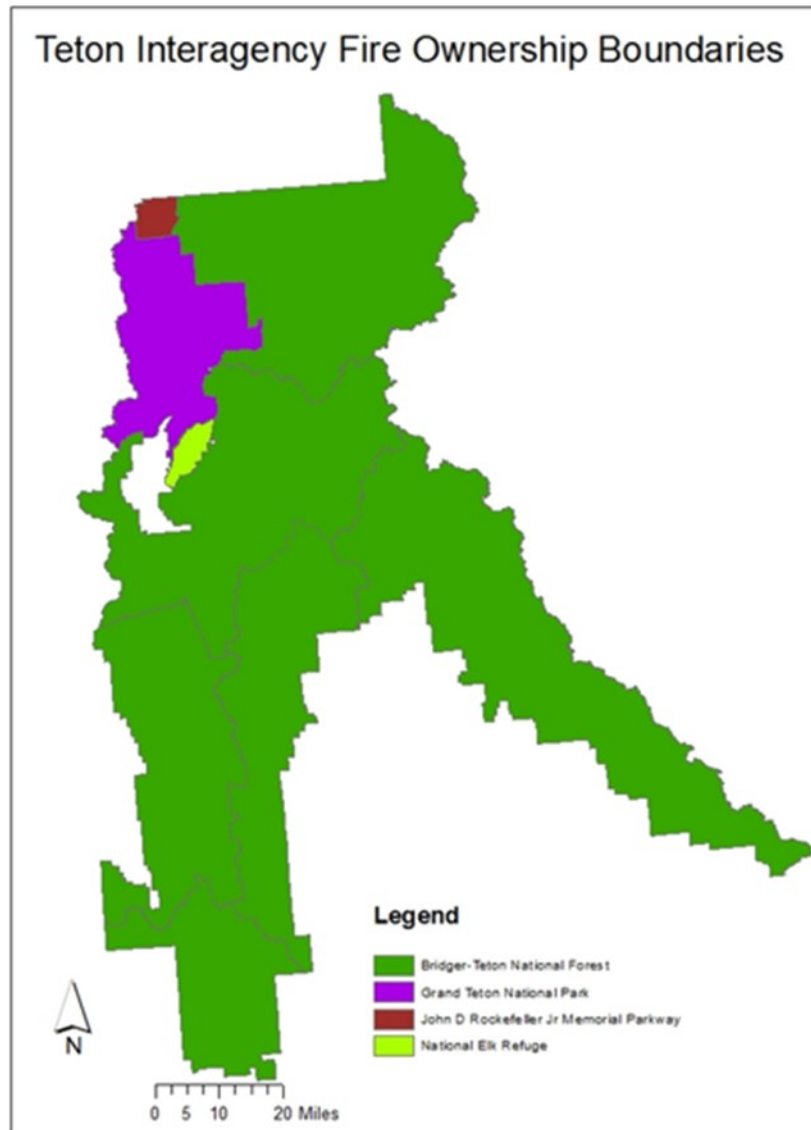 Teton Interagency Fire Ownership Boundaries
Legend
Bridger-Teton National Forest
Grand Teton National Park
John D Rockefeller Jr Memorial Parkway
National Elk Refuge
N
0 5 10 20 Miles